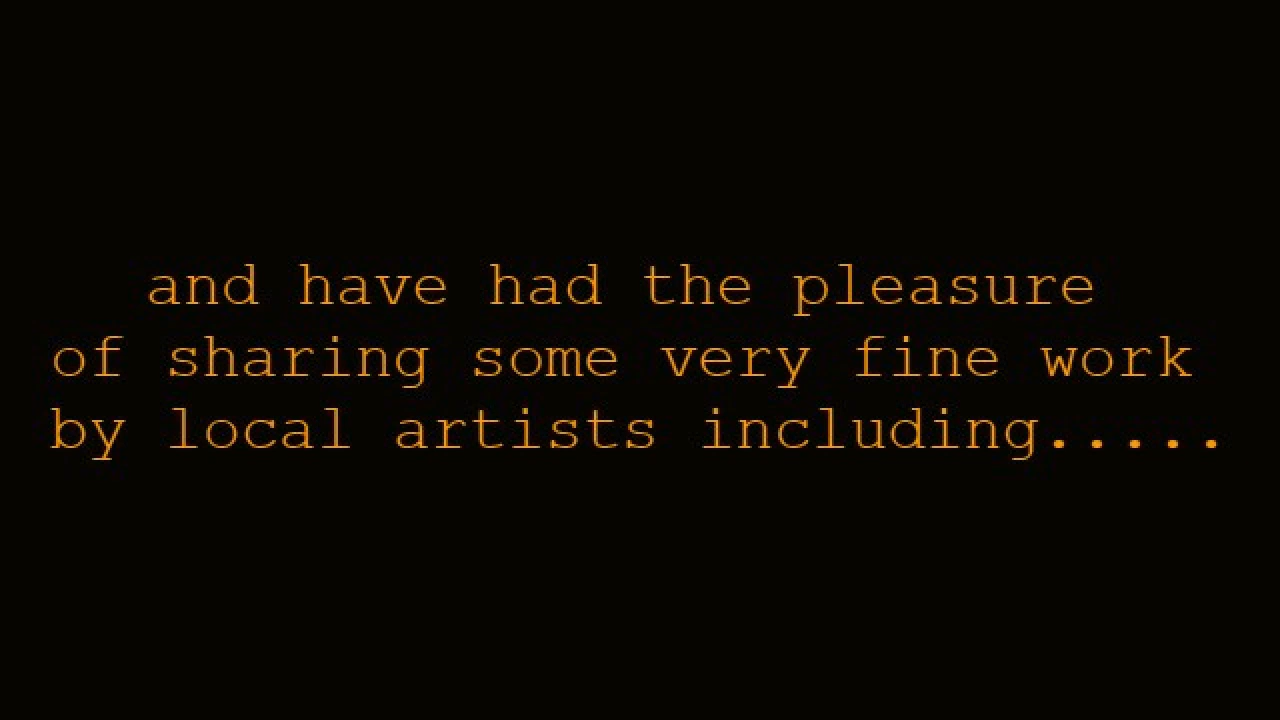 and have had the pleasure
of sharing some very fine work
by local artists including.....